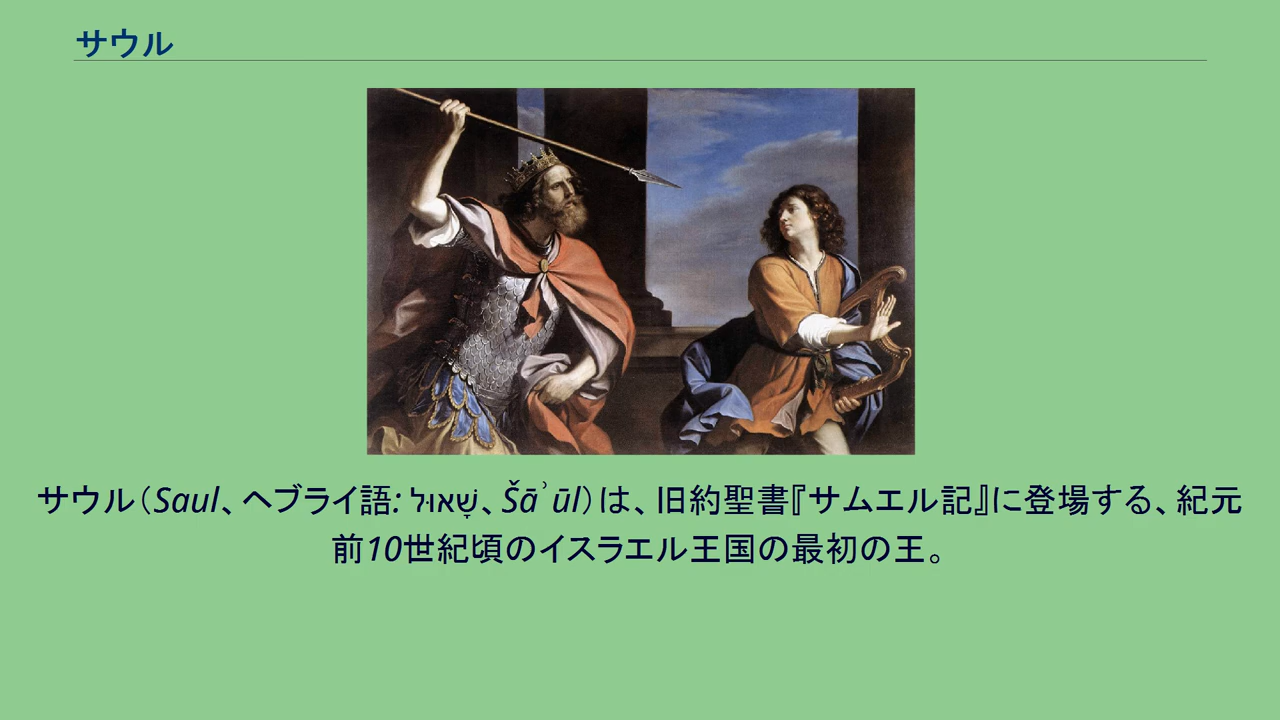 サウル
サウル（Saul、ヘブライ語: שָׁאוּל、Šāʾūl）は、旧約聖書『サムエル記』に登場する、紀元
前10世紀頃のイスラエル王国の最初の王。